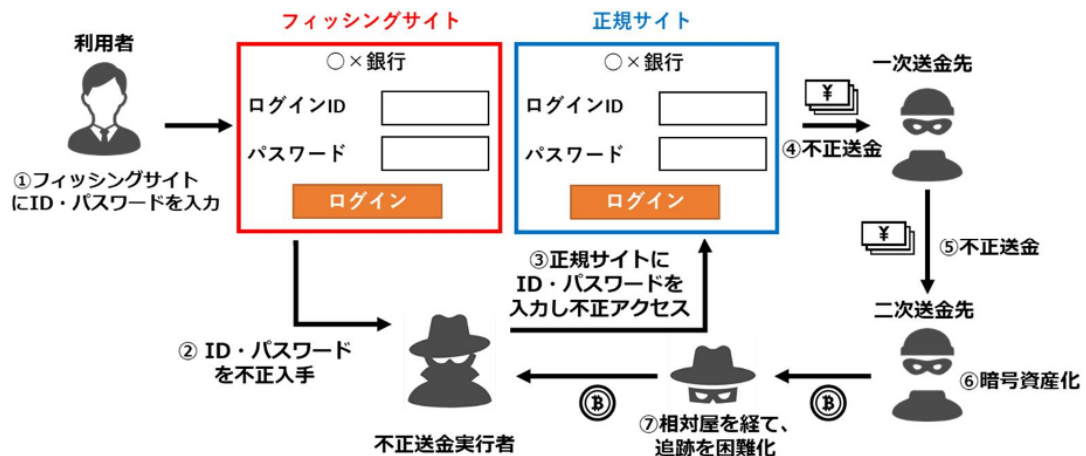 フィッシングサイト
正規サイト
利用者
○×銀行
ログインID
パスワード
ログイン
○×銀行
ログインID
パスワード
ログイン
一次送金先
¥
④不正送金
①フィッシングサイト
にID・パスワードを入力
¥
⑤不正送金
③正規サイトに
ID・パスワードを
入力し不正アクセス
二次送金先
② ID・パスワード
を不正入手
⑥暗号資産化
₿
₿
⑦相対屋を経て、
追跡を困難化
不正送金実行者